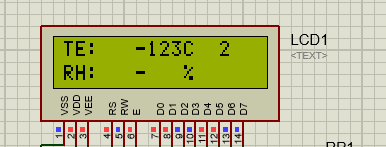 TE:   -123C  2
RH:   -   %
LCD1
<TEXT>
VSS
VDD
VEE
RS
RW
E
D0
D1
D2
D3
D4
D5
D6
D7
1
2
3
4
5
6
7
8
9
10
11
12
13
14